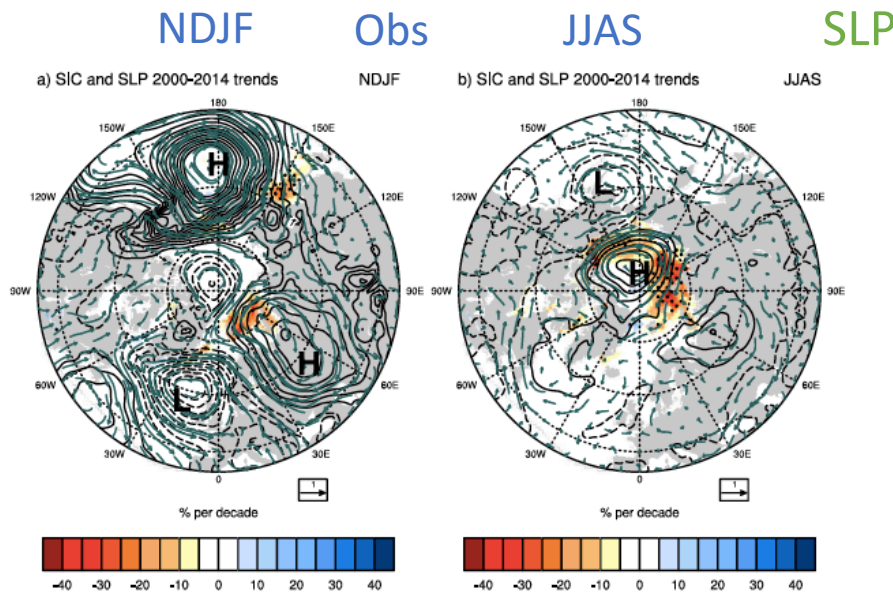 NDJF Obs JJAS SLP
a) SIC and SLP 2000-2014 trends NDJF
180
150W 150E
120W 120E
H
90W 90E
H
L
60W 60E
30W 30E
0
1
% per decade
-40 -30 -20 -10 0 10 20 30 40
b) SIC and SLP 2000-2014 trends JJAS
180
150W 150E
L
120W 120E
H
90W 90E
60W 60E
30W 30E
0
1
% per decade
-40 -30 -20 -10 0 10 20 30 40